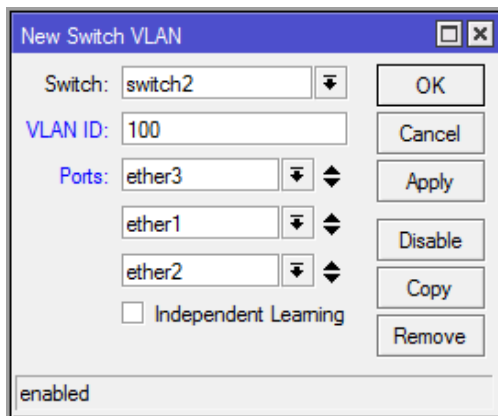 New Switch VLAN
Switch: switch2
OK
VLAN ID: 100
Cancel
Ports: ether3
Apply
ether1
Disable
ether2
Copy
Independent Learning
Remove
enabled